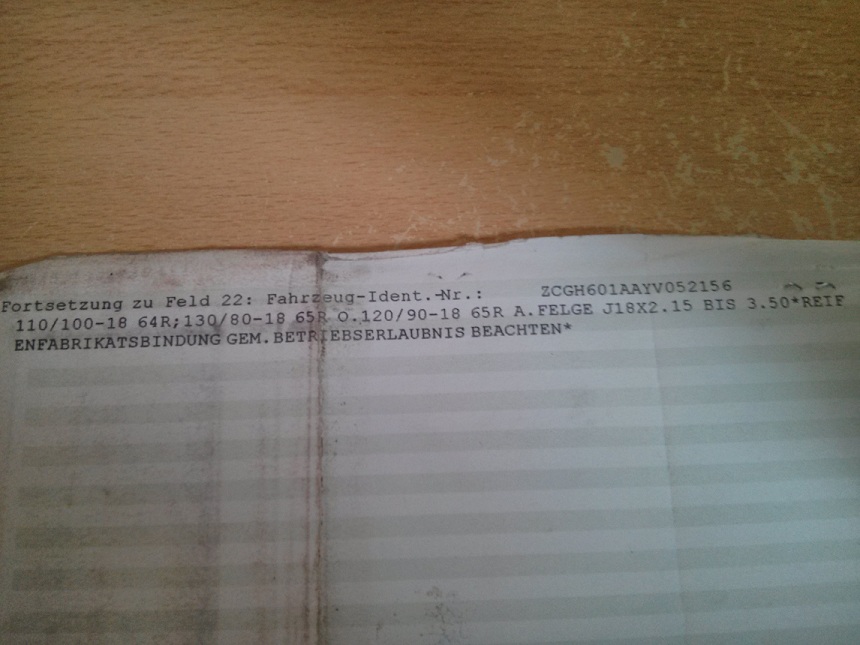 Fortsetzung zu Feld 22: Fahrzeug-Ident.-Nr.: ZCGH601AAYV052156
110/100-18 64R;130/80-18 65R O.120/90-18 65R A.FELGE J18X2.15 BIS 3.50*REIF
ENFABRIKATSBINDUNG GEM.BETRIEBSERLAUBNIS BEACHTEN*